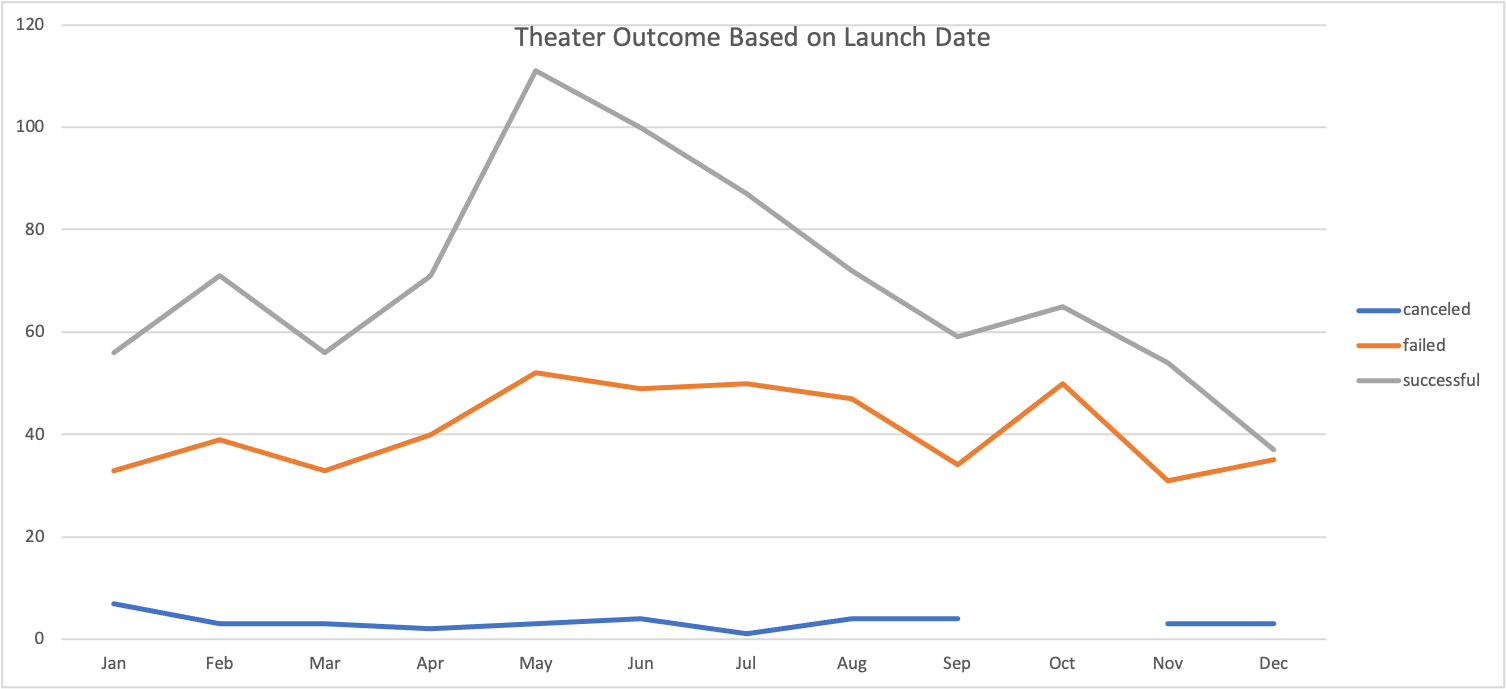 Theater Outcome Based on Launch Date
120
100
80
60
40
20
0
Jan Feb Mar Apr May Jun Jul Aug Sep Oct Nov Dec
canceled
failed
successful